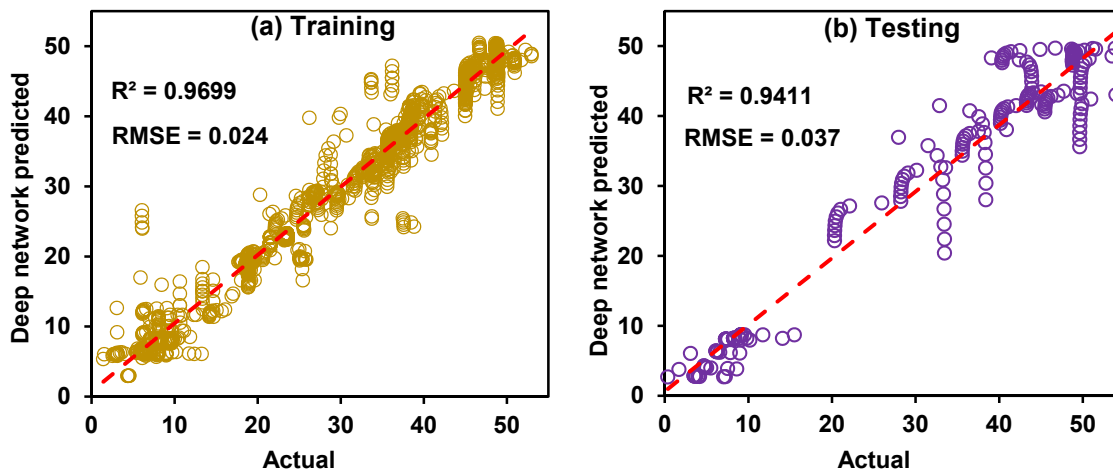 (a) Training
R² = 0.9699
RMSE = 0.024
Deep network predicted
50
40
30
20
10
0
0 10 20 30 40 50
Actual
(b) Testing
R² = 0.9411
RMSE = 0.037
Deep network predicted
50
40
30
20
10
0
0 10 20 30 40 50
Actual